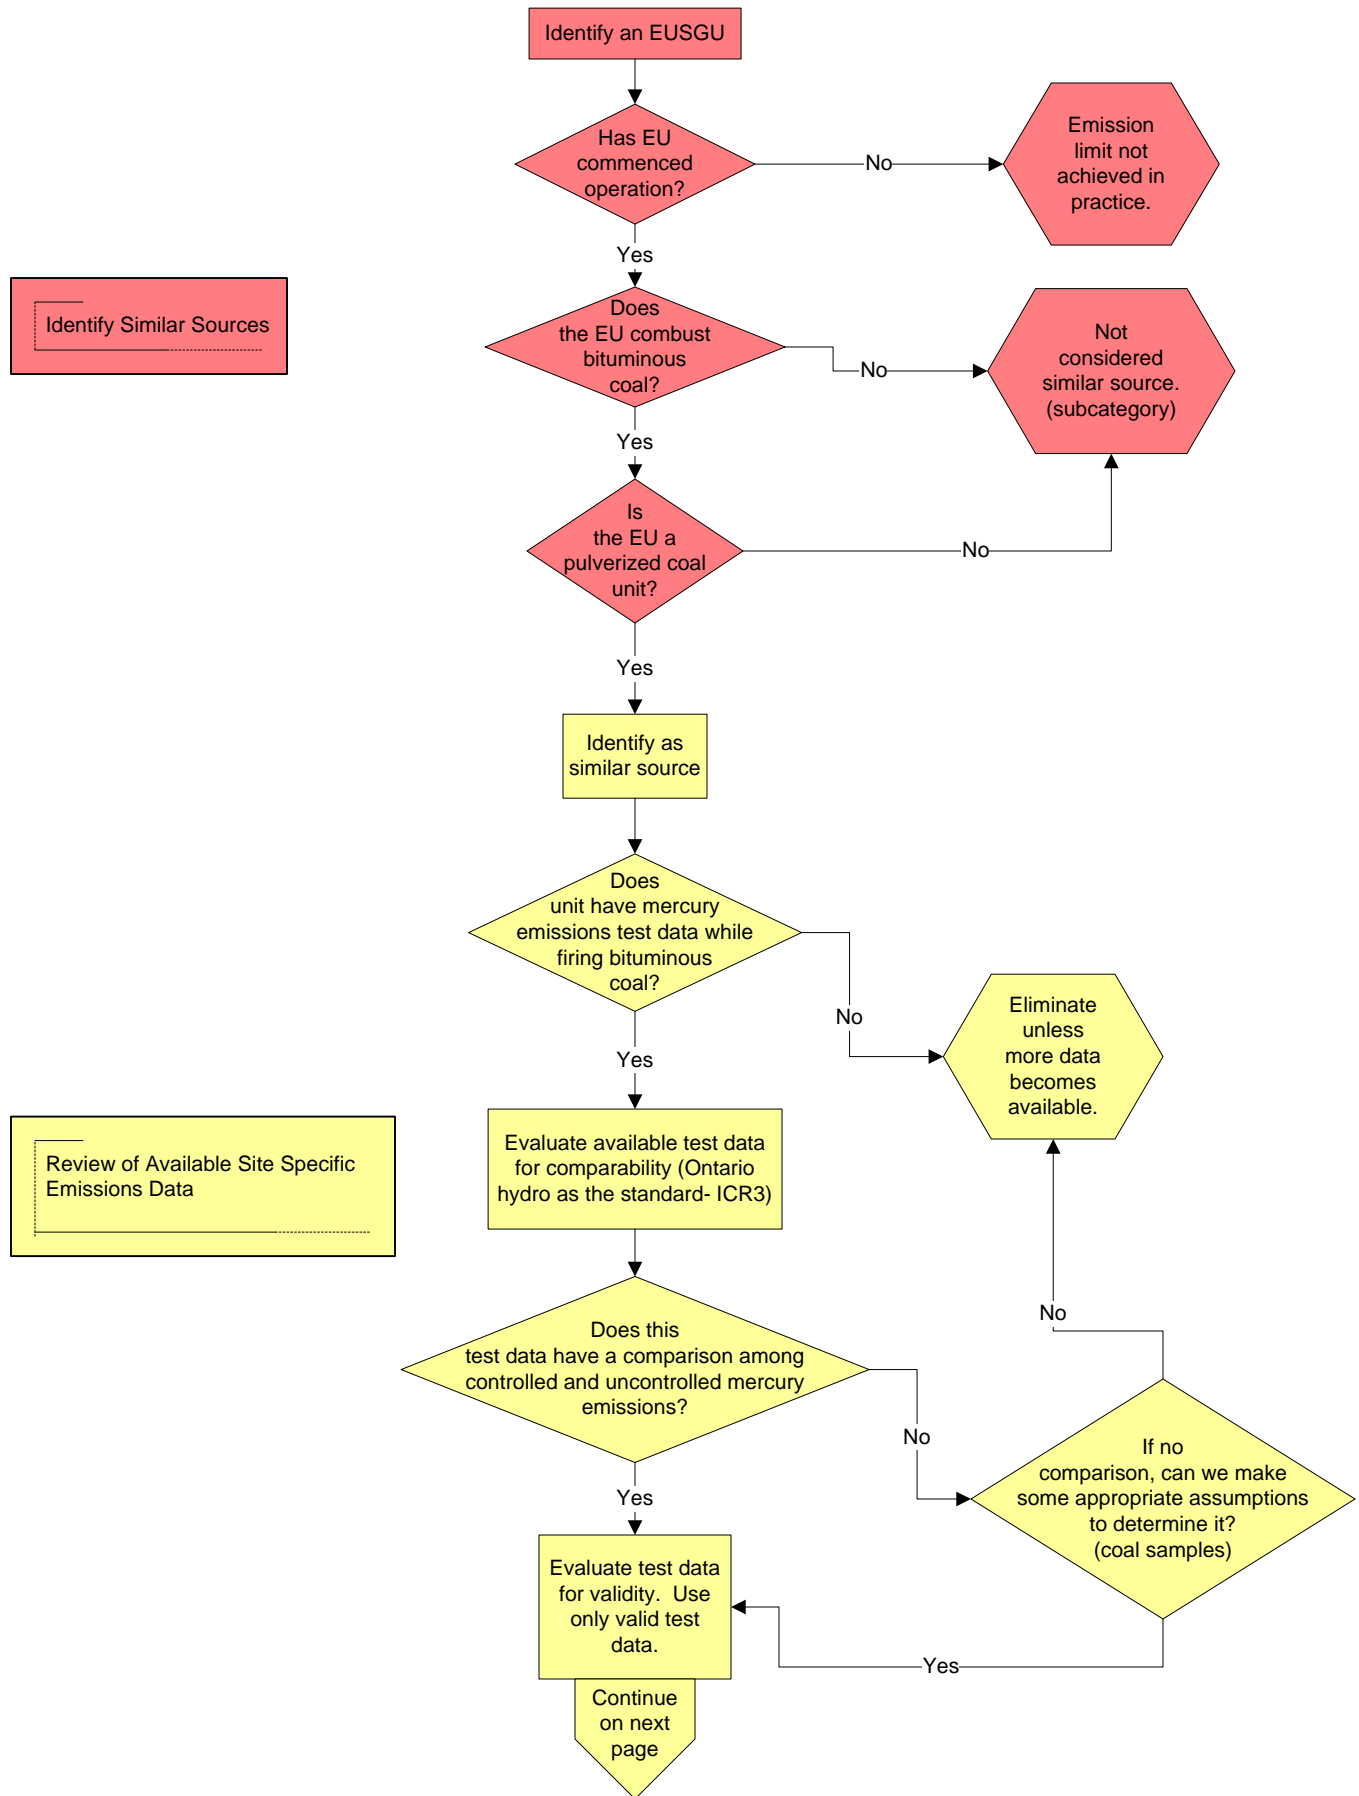 Identify an EUSGU
Has EU
commenced
operation?
No
Emission
limit not
achieved in
practice.
Yes
Identify Similar Sources
Does
the EU combust
bituminous
coal?
No
Not
considered
similar source.
(subcategory)
Yes
Is
the EU a
pulverized coal
unit?
No
Yes
Identify as
similar source
Does
unit have mercury
emissions test data while
firing bituminous
coal?
No
Eliminate
unless
more data
becomes
available.
Yes
Review of Available Site Specific
Emissions Data
Evaluate available test data
for comparability (Ontario
hydro as the standard- ICR3)
Does this
test data have a comparison among
controlled and uncontrolled mercury
emissions?
No
No
If no
comparison, can we make
some appropriate assumptions
to determine it?
(coal samples)
Yes
Evaluate test data
for validity.  Use
only valid test
data.
Yes
Continue
on next
page